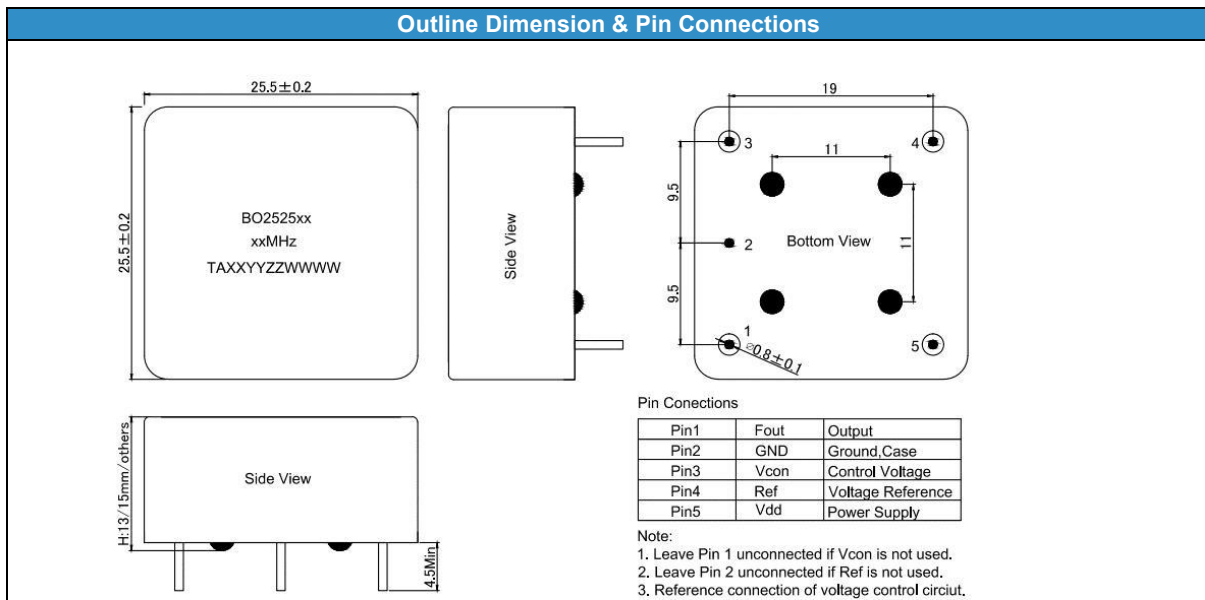 Outline Dimension & Pin Connections
25.5±0.2
25.5±0.2
BO2525xx
xxMHz
TAXXYYZZWWWW
Side View
19
3
4
11
9.5
2
Bottom View
11
9.5
1
⌀0.8±0.1
5
H:13/15mm/others
Side View
4.5Min
Pin Conections
Pin1 Fout Output
Pin2 GND Ground,Case
Pin3 Vcon Control Voltage
Pin4 Ref Voltage Reference
Pin5 Vdd Power Supply
Note:
1. Leave Pin 1 unconnected if Vcon is not used.
2. Leave Pin 2 unconnected if Ref is not used.
3. Reference connection of voltage control circiut.